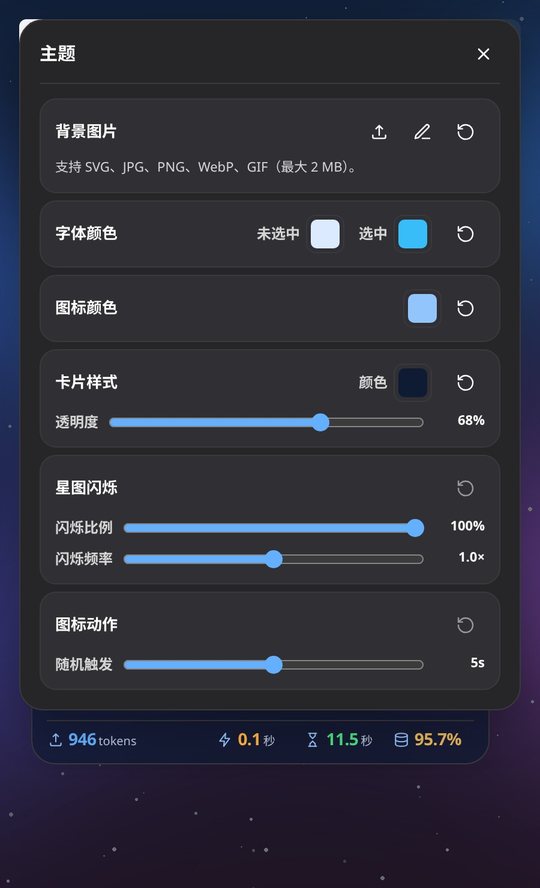 主题
背景图片
支持 SVG、JPG、PNG、WebP、GIF（最大 2 MB）。
字体颜色 未选中 选中
图标颜色
卡片样式 颜色
透明度 68%
星图闪烁
闪烁比例 100%
闪烁频率 1.0×
图标动作
随机触发 5s
946 tokens 0.1 秒 11.5 秒 95.7%